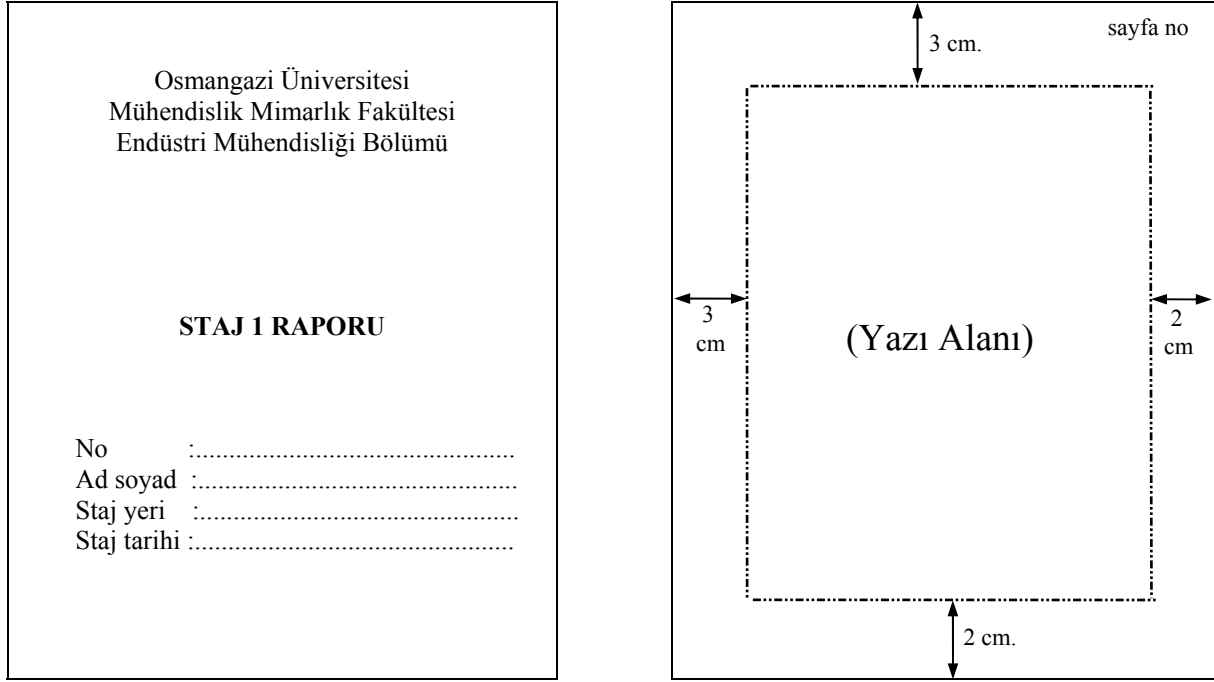 Osmangazi Üniversitesi
Mühendislik Mimarlık Fakültesi
Endüstri Mühendisliği Bölümü
STAJ 1 RAPORU
No :..............................................
Ad soyad :...............................................
Staj yeri :...............................................
Staj tarihi :...............................................
sayfa no
3 cm.
3
cm
(Yazı Alanı)
2
cm
2 cm.